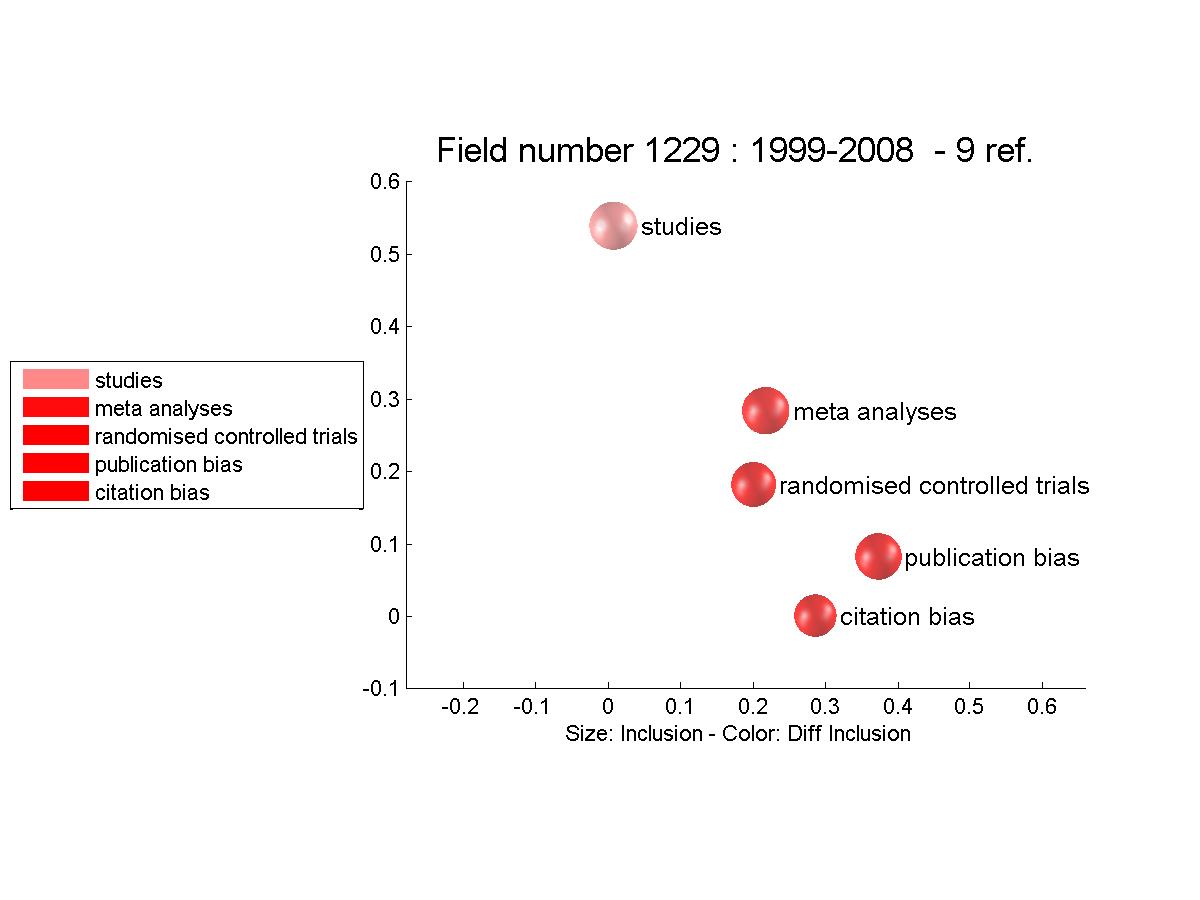 Field number 1229 : 1999-2008 - 9 ref.
0.6
0.5
0.4
0.3
0.2
0.1
0
-0.1
studies
meta analyses
randomised controlled trials
publication bias
citation bias
studies
meta analyses
randomised controlled trials
publication bias
citation bias
-0.2 -0.1 0 0.1 0.2 0.3 0.4 0.5 0.6
Size: Inclusion - Color: Diff Inclusion